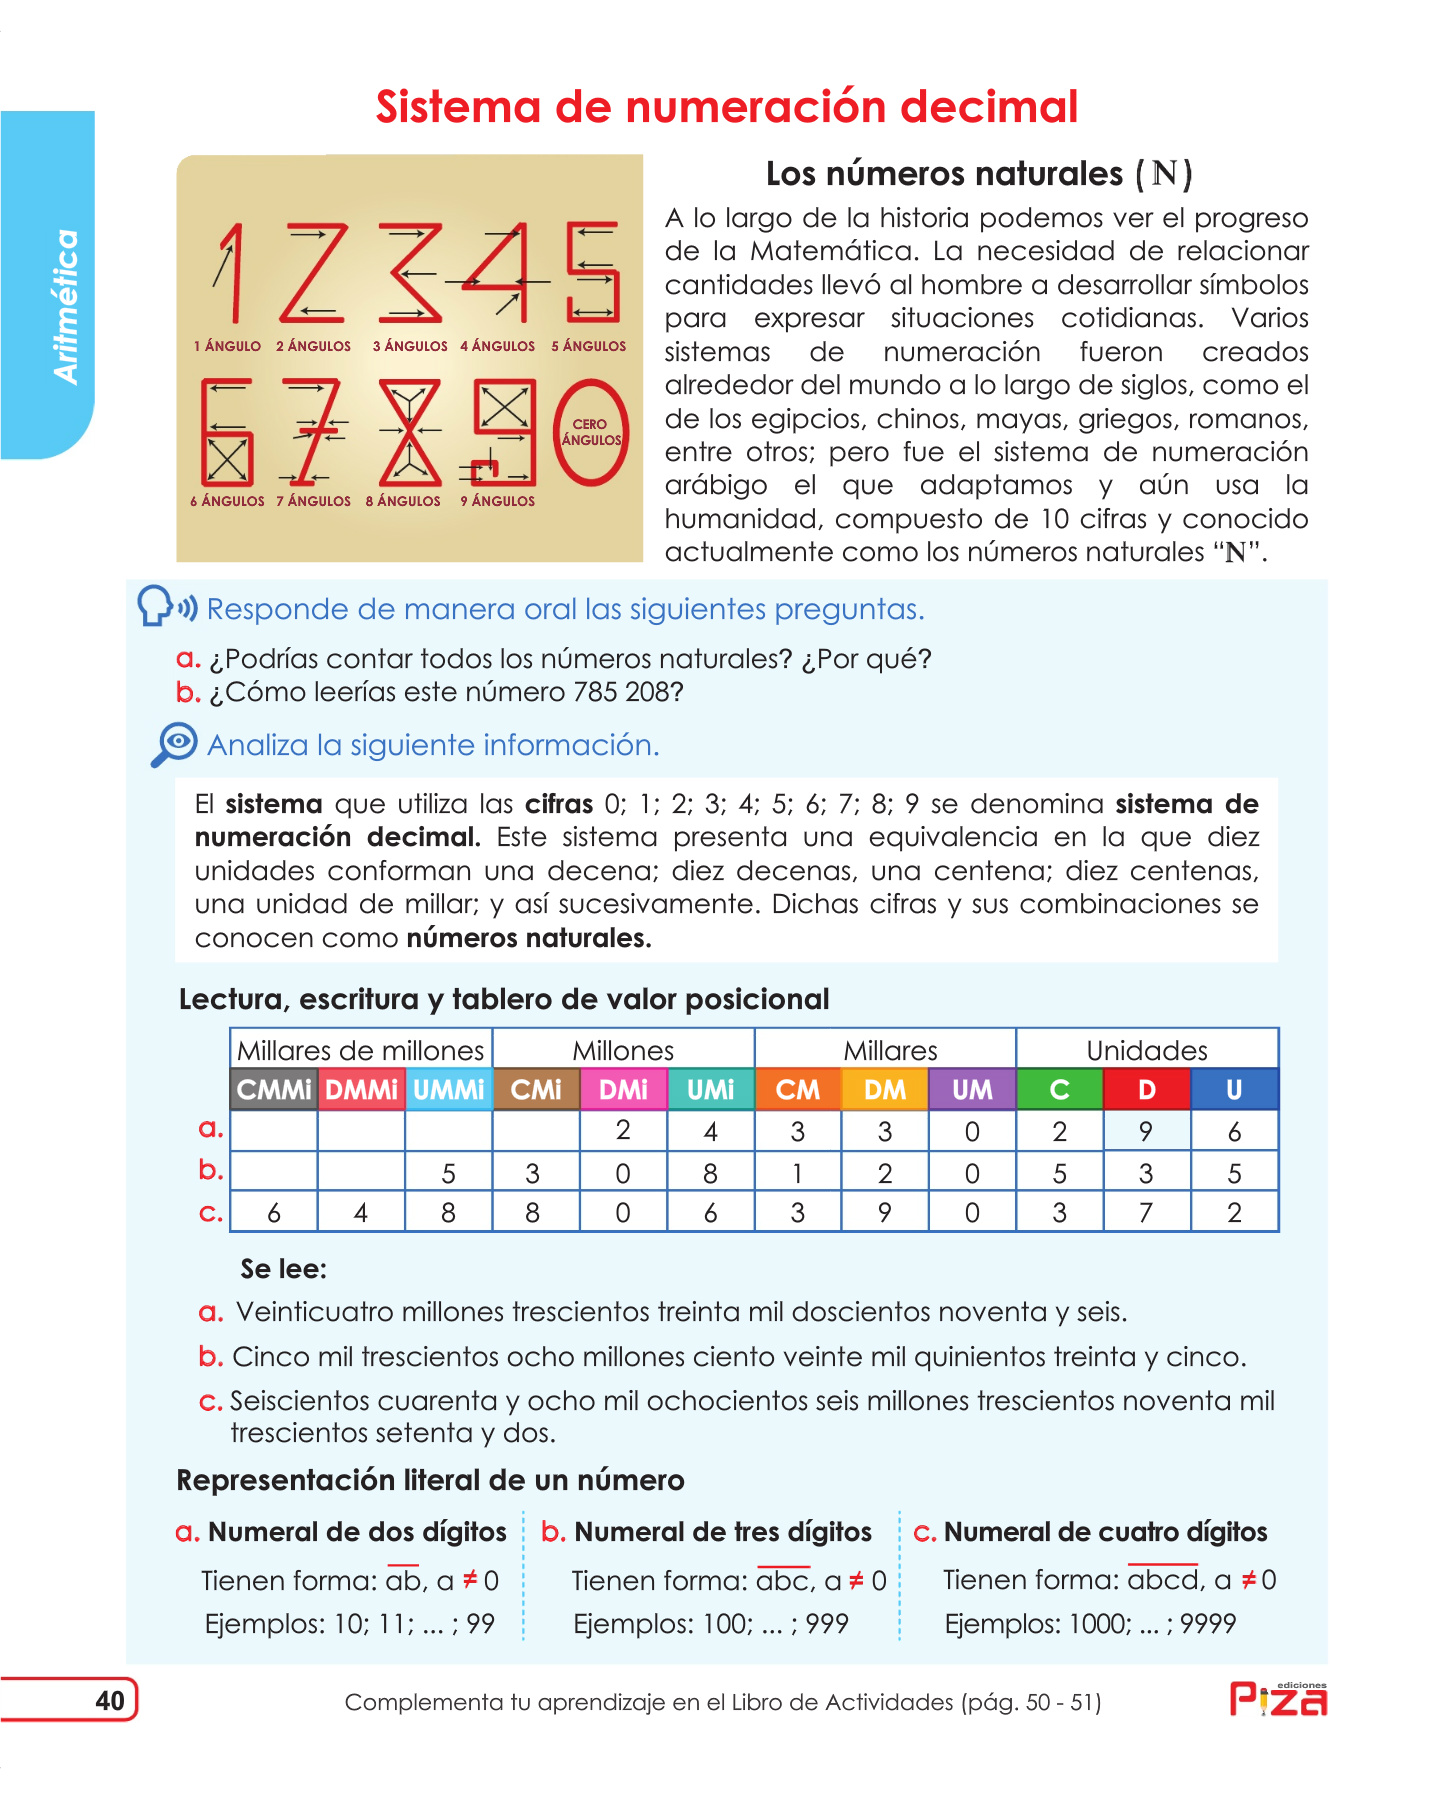 Sistema de numeración decimal
Aritmética
1 ÁNGULO 2 ÁNGULOS 3 ÁNGULOS 4 ÁNGULOS 5 ÁNGULOS
CERO
ÁNGULOS
6 ÁNGULOS 7 ÁNGULOS 8 ÁNGULOS 9 ÁNGULOS
Los números naturales (N)
A lo largo de la historia podemos ver el progreso
de la Matemática. La necesidad de relacionar
cantidades llevó al hombre a desarrollar símbolos
para expresar situaciones cotidianas. Varios
sistemas de numeración fueron creados
alrededor del mundo a lo largo de siglos, como el
de los egipcios, chinos, mayas, griegos, romanos,
entre otros; pero fue el sistema de numeración
arábigo el que adaptamos y aún usa la
humanidad, compuesto de 10 cifras y conocido
actualmente como los números naturales “N”.
Responde de manera oral las siguientes preguntas.
a. ¿Podrías contar todos los números naturales? ¿Por qué?
b. ¿Cómo leerías este número 785 208?
Analiza la siguiente información.
El sistema que utiliza las cifras 0; 1; 2; 3; 4; 5; 6; 7; 8; 9 se denomina sistema de
numeración decimal. Este sistema presenta una equivalencia en la que diez
unidades conforman una decena; diez decenas, una centena; diez centenas,
una unidad de millar; y así sucesivamente. Dichas cifras y sus combinaciones se
conocen como números naturales.
Lectura, escritura y tablero de valor posicional
Millares de millones Millones Millares Unidades
CMMi DMMi UMMi CMi DMi UMi CM DM UM C D U
a. 2 4 3 3 0 2 9 6
b. 5 3 0 8 1 2 0 5 3 5
c. 6 4 8 8 0 6 3 9 0 3 7 2
Se lee:
a. Veinticuatro millones trescientos treinta mil doscientos noventa y seis.
b. Cinco mil trescientos ocho millones ciento veinte mil quinientos treinta y cinco.
c. Seiscientos cuarenta y ocho mil ochocientos seis millones trescientos noventa mil
trescientos setenta y dos.
Representación literal de un número
a. Numeral de dos dígitos
Tienen forma: ab, a ≠ 0
Ejemplos: 10; 11; ... ; 99
b. Numeral de tres dígitos
Tienen forma: abc, a ≠ 0
Ejemplos: 100; ... ; 999
c. Numeral de cuatro dígitos
Tienen forma: abcd, a ≠ 0
Ejemplos: 1000; ... ; 9999
40
Complementa tu aprendizaje en el Libro de Actividades (pág. 50 - 51)
ediciones
Piza